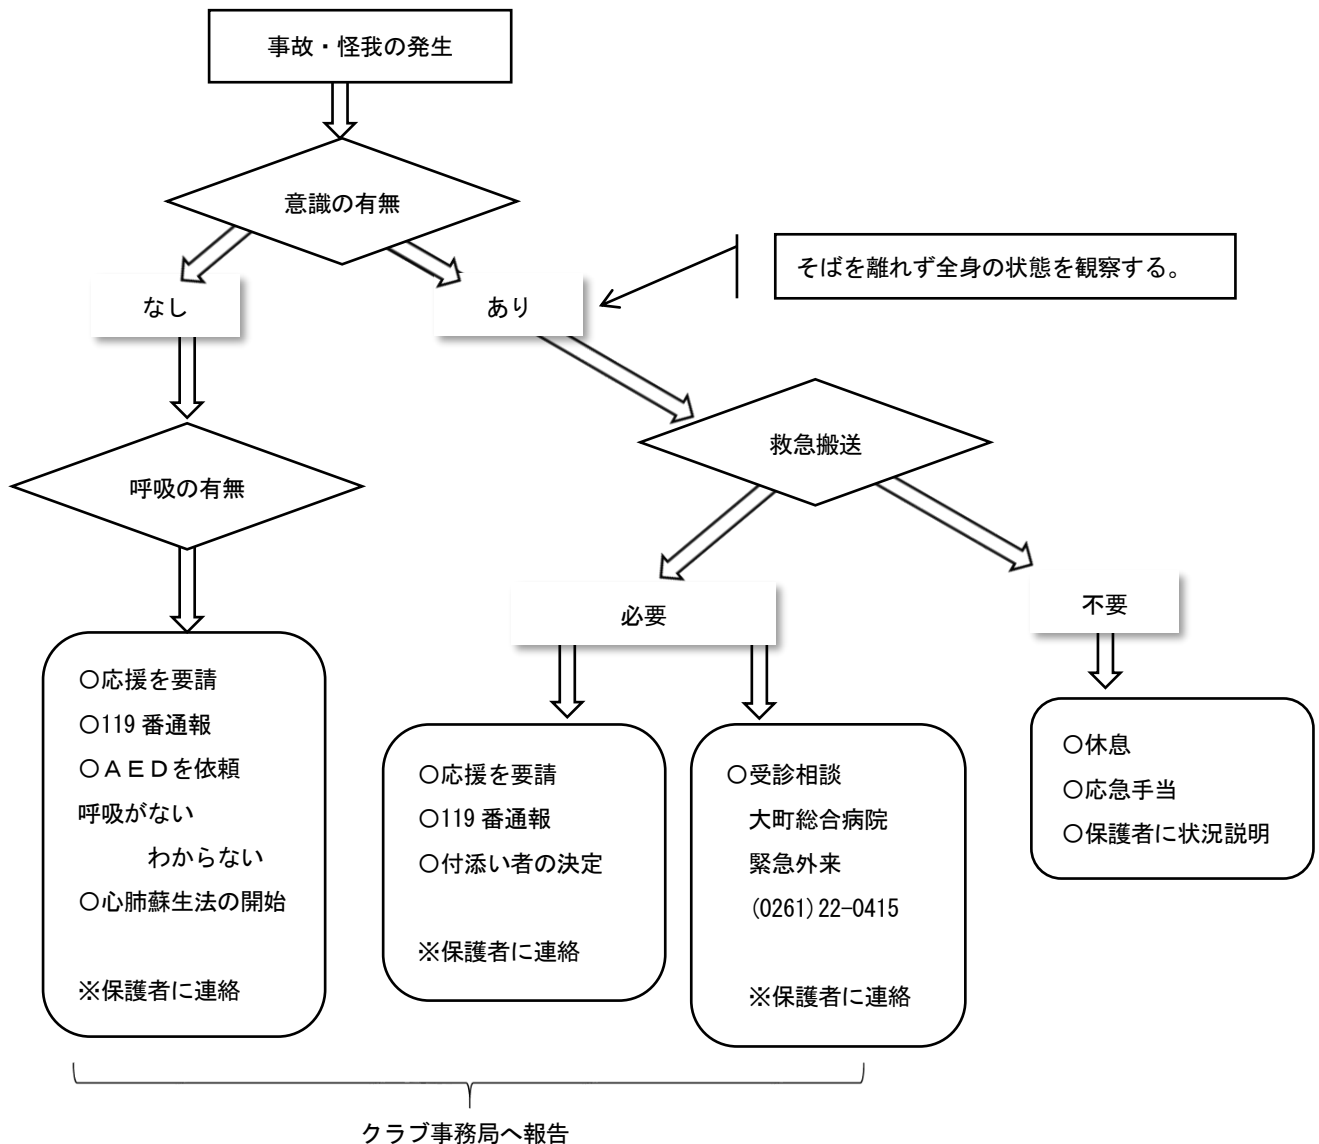 事故・怪我の発生
意識の有無
そばを離れず全身の状態を観察する。
なし
あり
救急搬送
呼吸の有無
必要
不要
○応援を要請
○119番通報
○ＡＥＤを依頼
呼吸がない
わからない
○心肺蘇生法の開始
※保護者に連絡
○応援を要請
○119番通報
○付添い者の決定
※保護者に連絡
○受診相談
大町総合病院
緊急外来
(0261)22-0415
※保護者に連絡
○休息
○応急手当
○保護者に状況説明
クラブ事務局へ報告